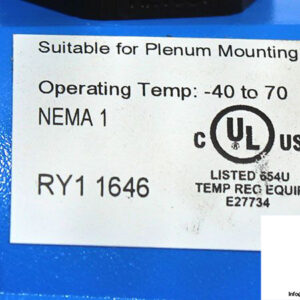 Suitable for Plenum Mounting
Operating Temp: -40 to 70
NEMA 1
C UL US
LISTED 654U
TEMP REG EQUIP
E27734
RY1 1646